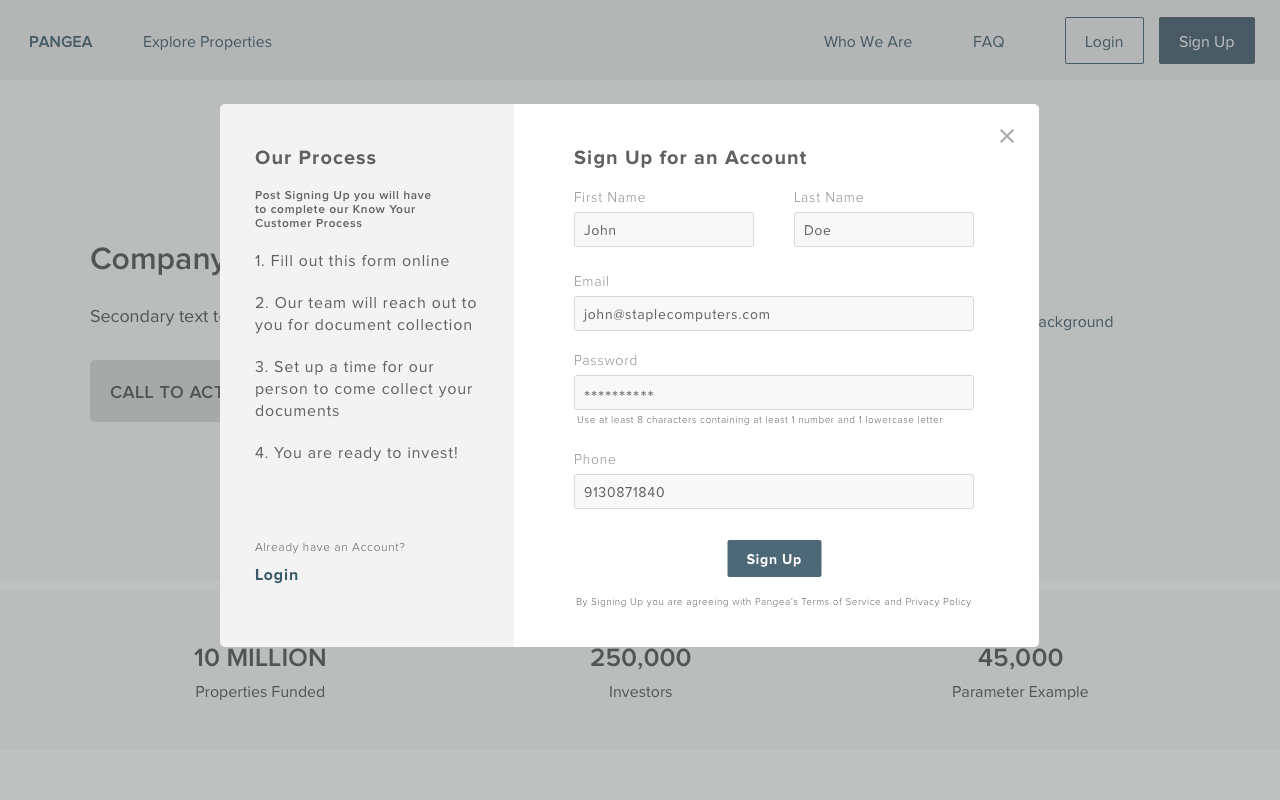 PANGEA
Explore Properties
Who We Are
FAQ
Login
Sign Up
Company
Secondary text
CALL TO ACT
ackground
Our Process
Post Signing Up you will have
to complete our Know Your
Customer Process
1. Fill out this form online
2. Our team will reach out to
you for document collection
3. Set up a time for our
person to come collect your
documents
4. You are ready to invest!
Already have an Account?
Login
Sign Up for an Account
First Name
Last Name
John
Doe
Email
john@staplecomputers.com
Password
**********
Use at least 8 characters containing at least 1 number and 1 lowercase letter
Phone
9130871840
Sign Up
By Signing Up you are agreeing with Pangea's Terms of Service and Privacy Policy
10 MILLION
250,000
45,000
Properties Funded
Investors
Parameter Example